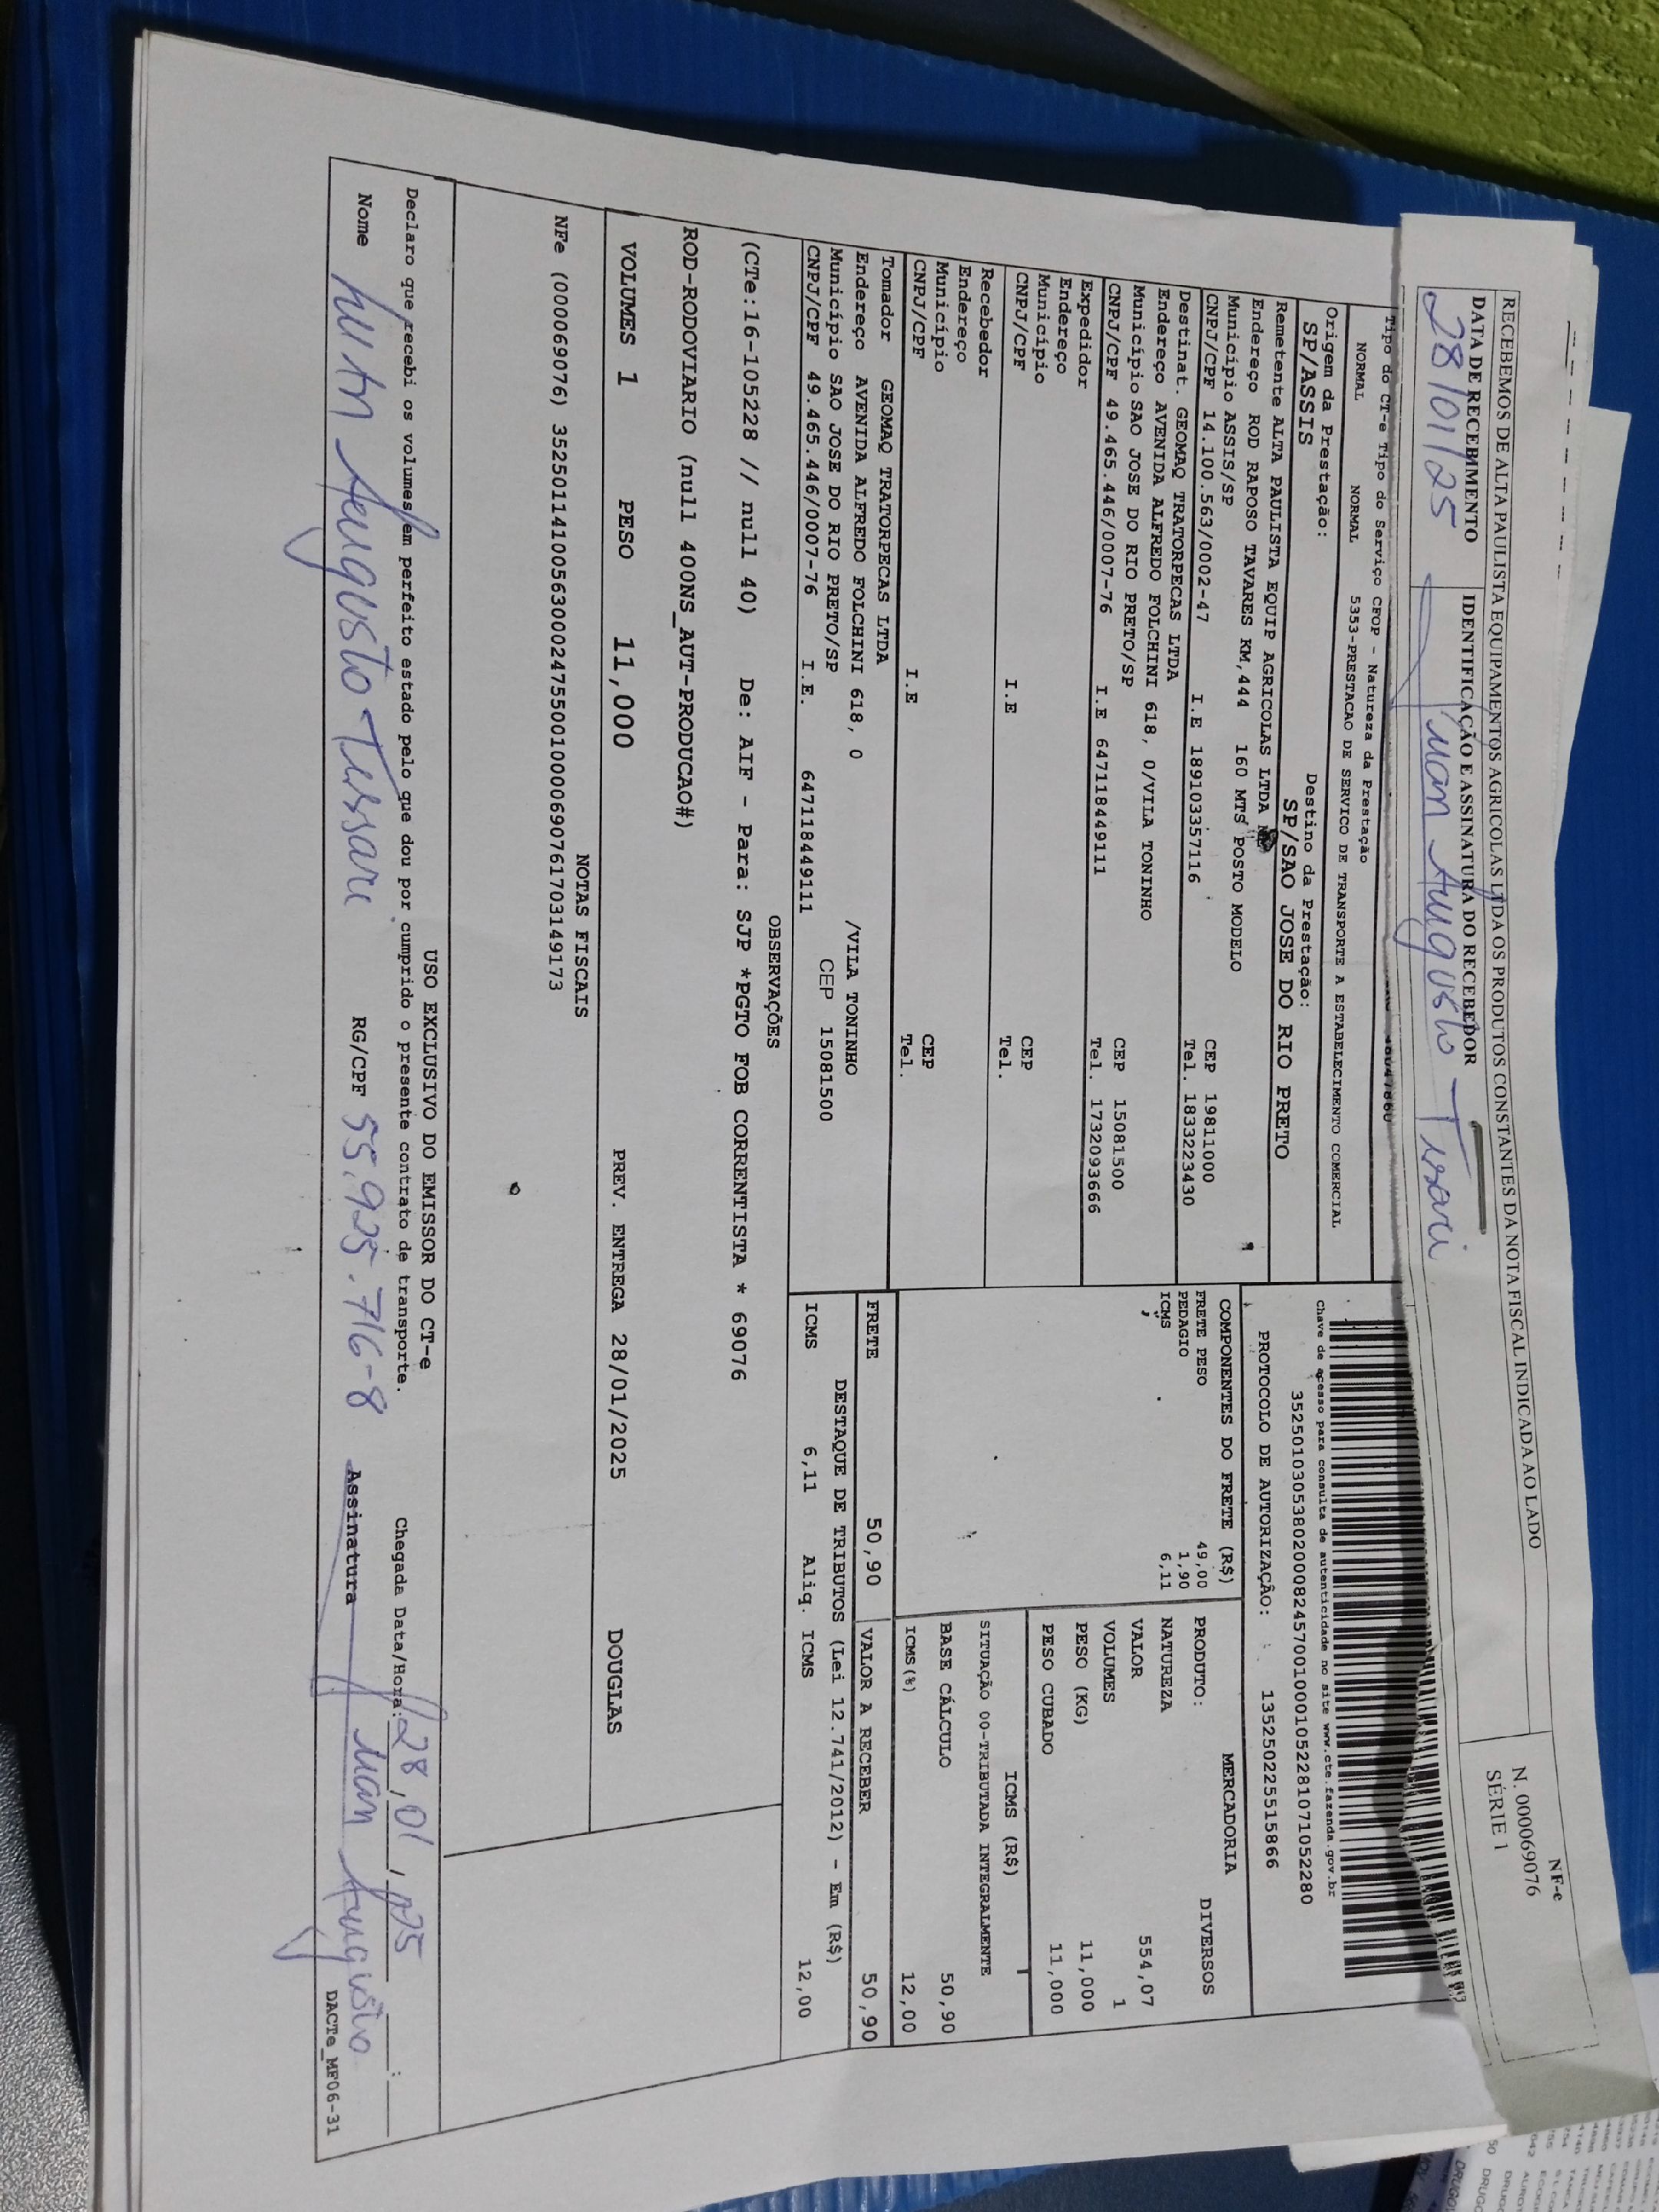 RECEBEMOS DE ALTA PAULISTA EQUIPAMENTOS AGRICOLAS LTDA OS PRODUTOS CONSTANTES DA NOTA FISCAL INDICADA AO LADO
NF-e
N. 000069076
SÉRIE 1
DATA DE RECEBIMENTO
IDENTIFICAÇÃO E ASSINATURA DO RECEBEDOR
28/01/25
Augusto
Tipo do CT-e Tipo do Serviço CFOP - Natureza da Prestação
NORMAL NORMAL 5353-PRESTACAO DE SERVICO DE TRANSPORTE A ESTABELECIMENTO COMERCIAL
Origem da Prestação: Destino da Prestação:
SP/ASSIS SP/SAO JOSE DO RIO PRETO
Remetente ALTA PAULISTA EQUIP AGRICOLAS LTDA
Endereço ROD RAPOSO TAVARES KM,444 160 MTS POSTO MODELO
Município ASSIS/SP CEP 19811000
CNPJ/CPF 14.100.563/0002-47 I.E 189103357116 Tel. 1833223430
Destinat. GEOMAQ TRATORPECAS LTDA
Endereço AVENIDA ALFREDO FOLCHINI 618, 0/VILA TONINHO
Município SAO JOSE DO RIO PRETO/SP CEP 15081500
CNPJ/CPF 49.465.446/0007-76 I.E 647118449111 Tel. 1732093666
Expedidor
Endereço
Município CEP
CNPJ/CPF I.E Tel.
Recebedor
Endereço
Município CEP
CNPJ/CPF I.E Tel.
Tomador GEOMAQ TRATORPECAS LTDA
Endereço AVENIDA ALFREDO FOLCHINI 618, 0 /VILA TONINHO
Município SAO JOSE DO RIO PRETO/SP CEP 15081500
CNPJ/CPF 49.465.446/0007-76 I.E. 647118449111
Chave de acesso para consulta de autenticidade no site www.cte.fazenda.gov.br
35250103053802000824570010001052281071052280
PROTOCOLO DE AUTORIZAÇÃO: 135250225515866
COMPONENTES DO FRETE (R$)
FRETE PESO 49,00
PEDAGIO 1,90
ICMS 6,11
MERCADORIA
PRODUTO: DIVERSOS
NATUREZA
VALOR 554,07
VOLUMES 1
PESO (KG) 11,000
PESO CUBADO 11,000
ICMS (R$)
SITUAÇÃO 00-TRIBUTADA INTEGRALMENTE
BASE CÁLCULO 50,90
ICMS(%) 12,00
FRETE 50,90 VALOR A RECEBER 50,90
DESTAQUE DE TRIBUTOS (Lei 12.741/2012) - Em (R$)
ICMS 6,11 Aliq. ICMS 12,00
OBSERVAÇÕES
(CTe:16-105228 // null 40) De: AIF - Para: SJP *PGTO FOB CORRENTISTA * 69076
ROD-RODOVIARIO (null 400NS_AUT-PRODUCAO#)
VOLUMES 1 PESO 11,000 PREV. ENTREGA 28/01/2025 DOUGLAS
NOTAS FISCAIS
NFe (000069076) 35250114100563000247550010000690761703149173
USO EXCLUSIVO DO EMISSOR DO CT-e
Declaro que recebi os volumes em perfeito estado pelo que dou por cumprido o presente contrato de transporte.
Chegada Data/Hora: 28/01/25 :
Nome Augusto RG/CPF 55.925.716-8 Assinatura Augusto
DACTe_MF06-31